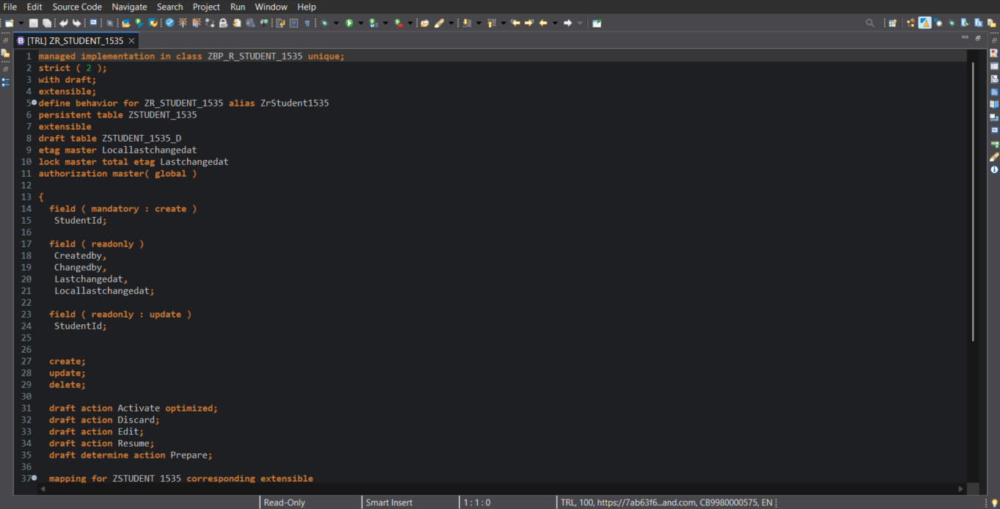 File Edit Source Code Navigate Search Project Run Window Help
[TRL] ZR_STUDENT_1535
1 managed implementation in class ZBP_R_STUDENT_1535 unique;
2 strict ( 2 );
3 with draft;
4 extensible;
5 define behavior for ZR_STUDENT_1535 alias ZrStudent1535
6 persistent table ZSTUDENT_1535
7 extensible
8 draft table ZSTUDENT_1535_D
9 etag master Locallastchangedat
10 lock master total etag Lastchangedat
11 authorization master( global )
12
13 {
14 field ( mandatory : create )
15 StudentId;
16
17 field ( readonly )
18 Createdby,
19 Changedby,
20 Lastchangedat,
21 Locallastchangedat;
22
23 field ( readonly : update )
24 StudentId;
25
26
27 create;
28 update;
29 delete;
30
31 draft action Activate optimized;
32 draft action Discard;
33 draft action Edit;
34 draft action Resume;
35 draft determine action Prepare;
36
37 mapping for ZSTUDENT_1535 corresponding extensible
Read-Only Smart Insert 1 : 1 : 0 TRL, 100, https://7ab63f6...and.com, CB9980000575, EN